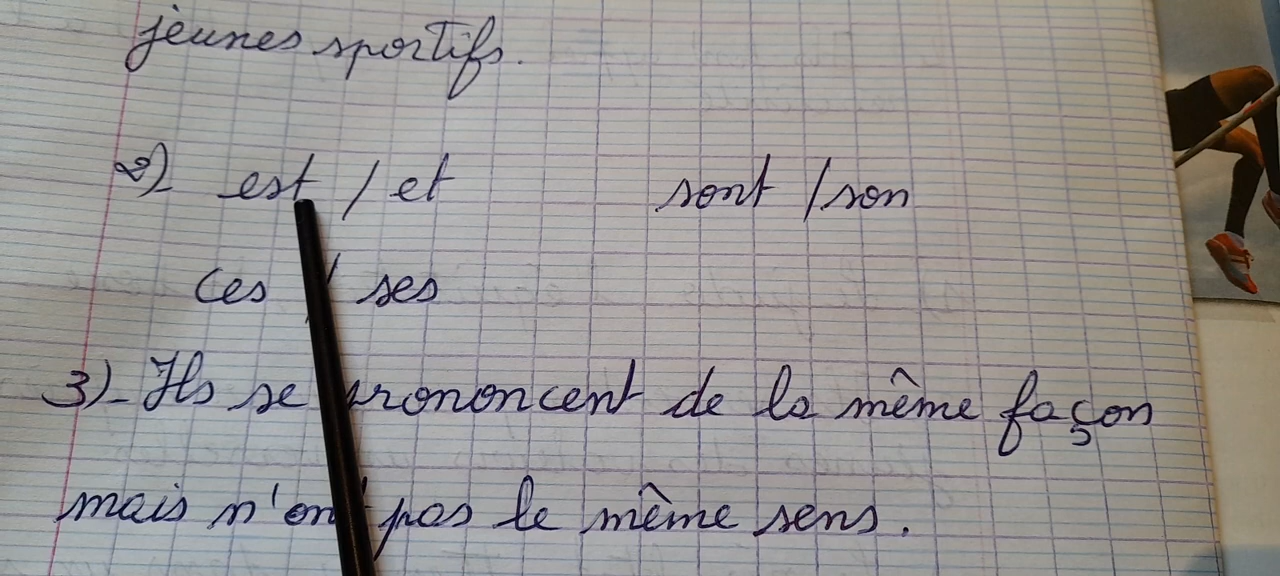 jeunes sportifs.
2)- est / et sont / son
ces / ses
3)- Ils se prononcent de la même façon
mais n'ont pas le même sens.